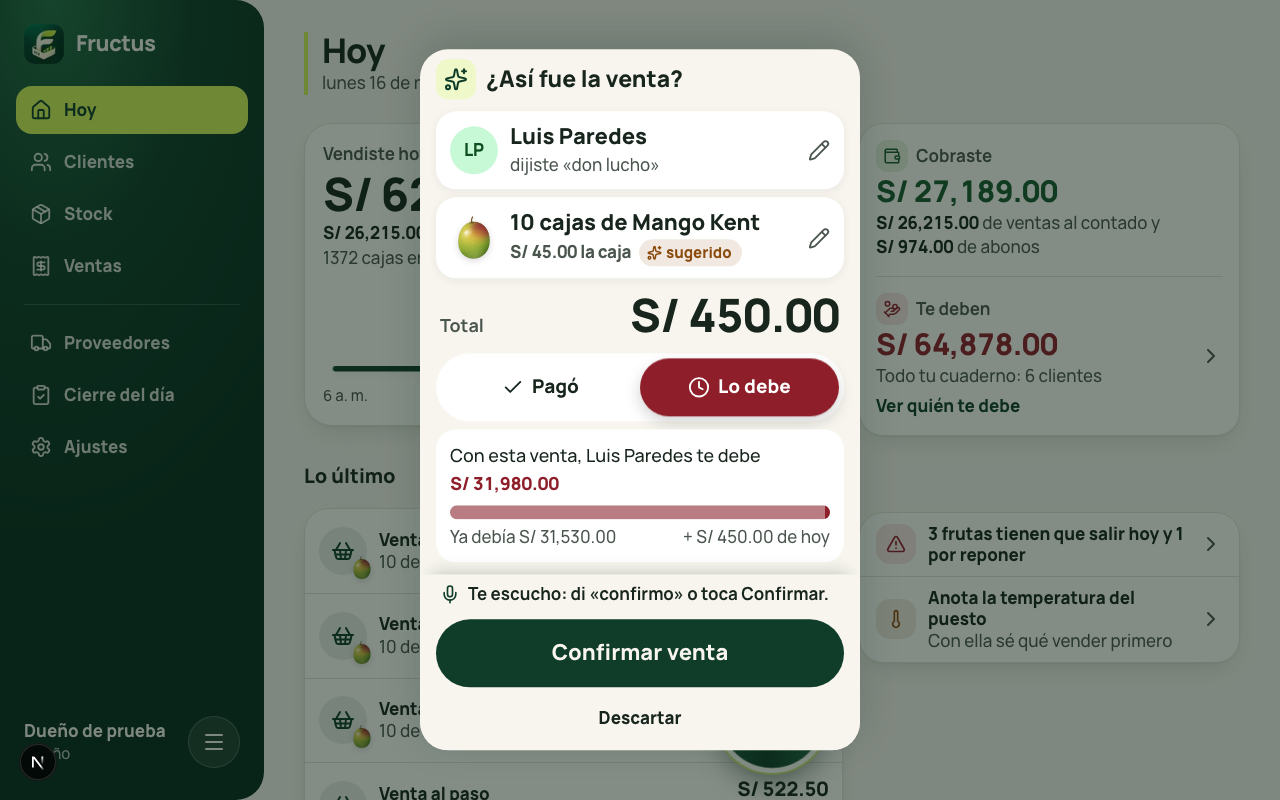 Fructus
Hoy
Clientes
Stock
Ventas
Proveedores
Cierre del día
Ajustes
Dueño de prueba
N
Hoy
lunes 16 de
Vendiste
S/ 62
S/ 26,215.00
1372 cajas
6 a. m.
Lo último
10 de
10 de
10 de
Venta al paso
S/ 522.50
¿Así fue la venta?
LP
Luis Paredes
dijiste «don lucho»
10 cajas de Mango Kent
S/ 45.00 la caja
sugerido
Total
S/ 450.00
Pagó
Lo debe
Con esta venta, Luis Paredes te debe
S/ 31,980.00
Ya debía S/ 31,530.00
+ S/ 450.00 de hoy
Te escucho: di «confirmo» o toca Confirmar.
Confirmar venta
Descartar
Cobraste
S/ 27,189.00
S/ 26,215.00 de ventas al contado y
S/ 974.00 de abonos
Te deben
S/ 64,878.00
Todo tu cuaderno: 6 clientes
Ver quién te debe
3 frutas tienen que salir hoy y 1
por reponer
Anota la temperatura del
puesto
Con ella sé qué vender primero